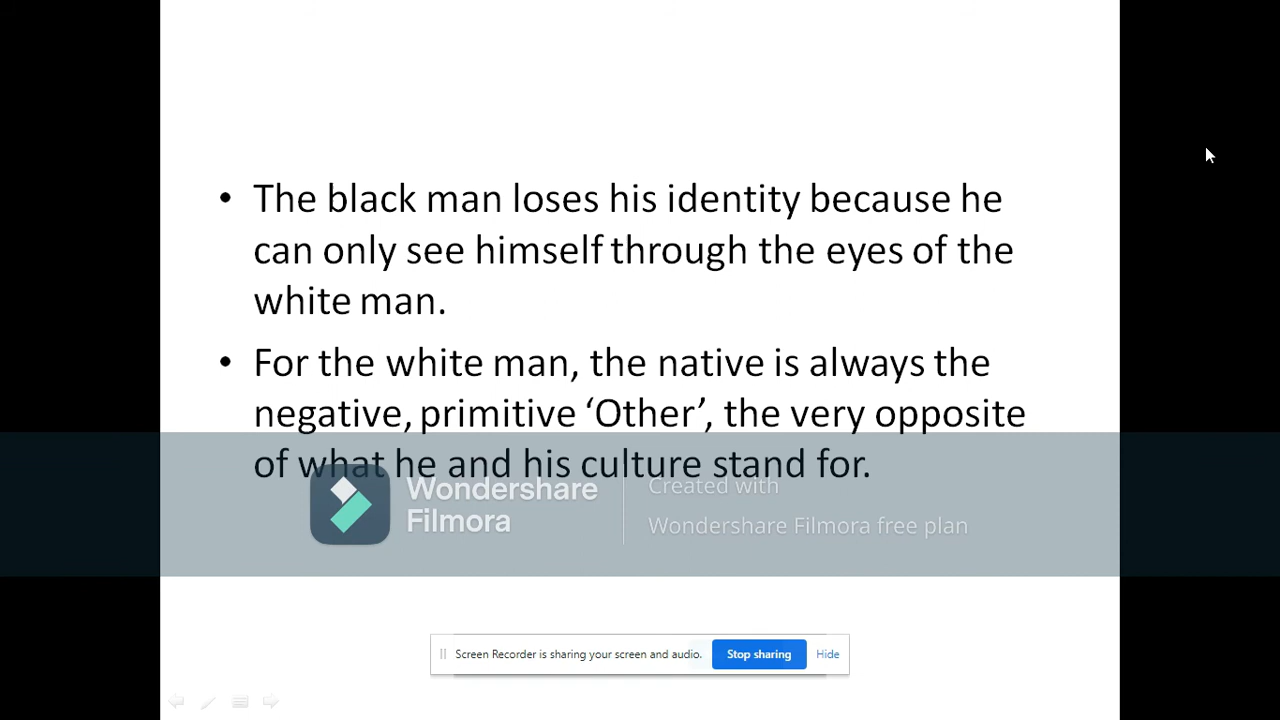 • The black man loses his identity because he
can only see himself through the eyes of the
white man.
• For the white man, the native is always the
negative, primitive ‘Other’, the very opposite
of what he and his culture stand for.
Wondershare
Filmora
Created with
Wondershare Filmora free plan
Screen Recorder is sharing your screen and audio. Stop sharing Hide